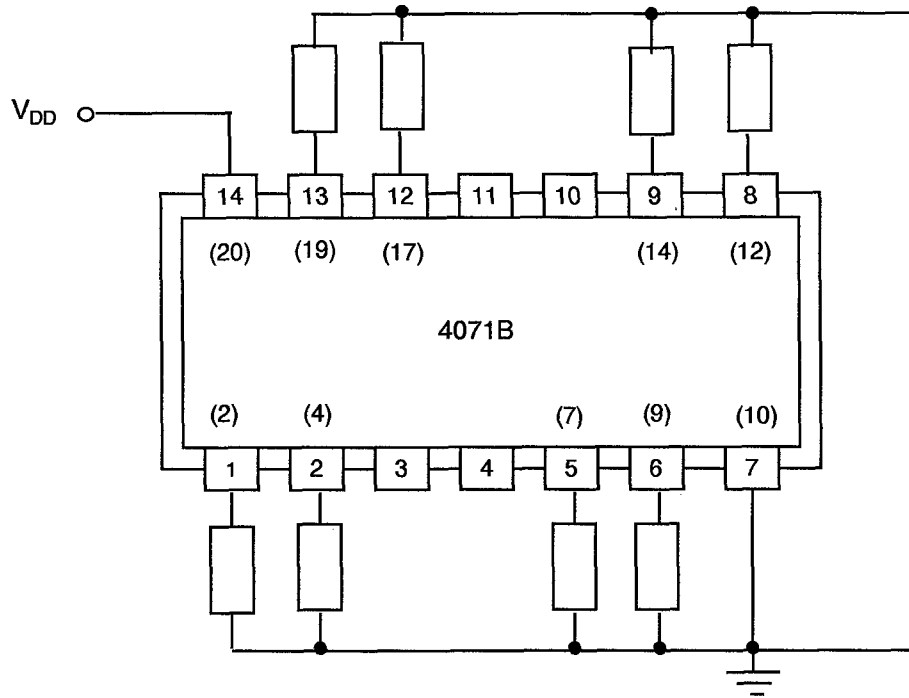 V_DD
14 13 12 11 10 9 8
(20) (19) (17) (14) (12)
4071B
(2) (4) (7) (9) (10)
1 2 3 4 5 6 7